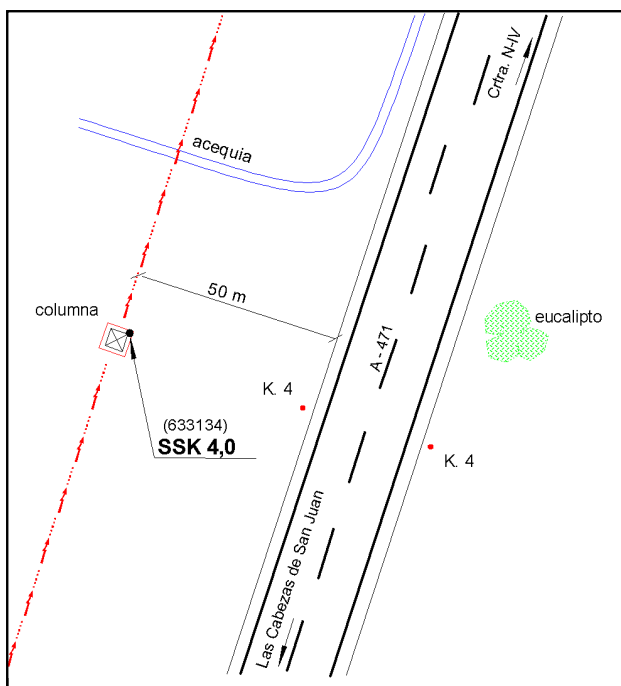 Crtra. N-IV
acequia
50 m
columna
eucalipto
A - 471
K. 4
(633134)
SSK 4,0
K. 4
Las Cabezas de San Juan